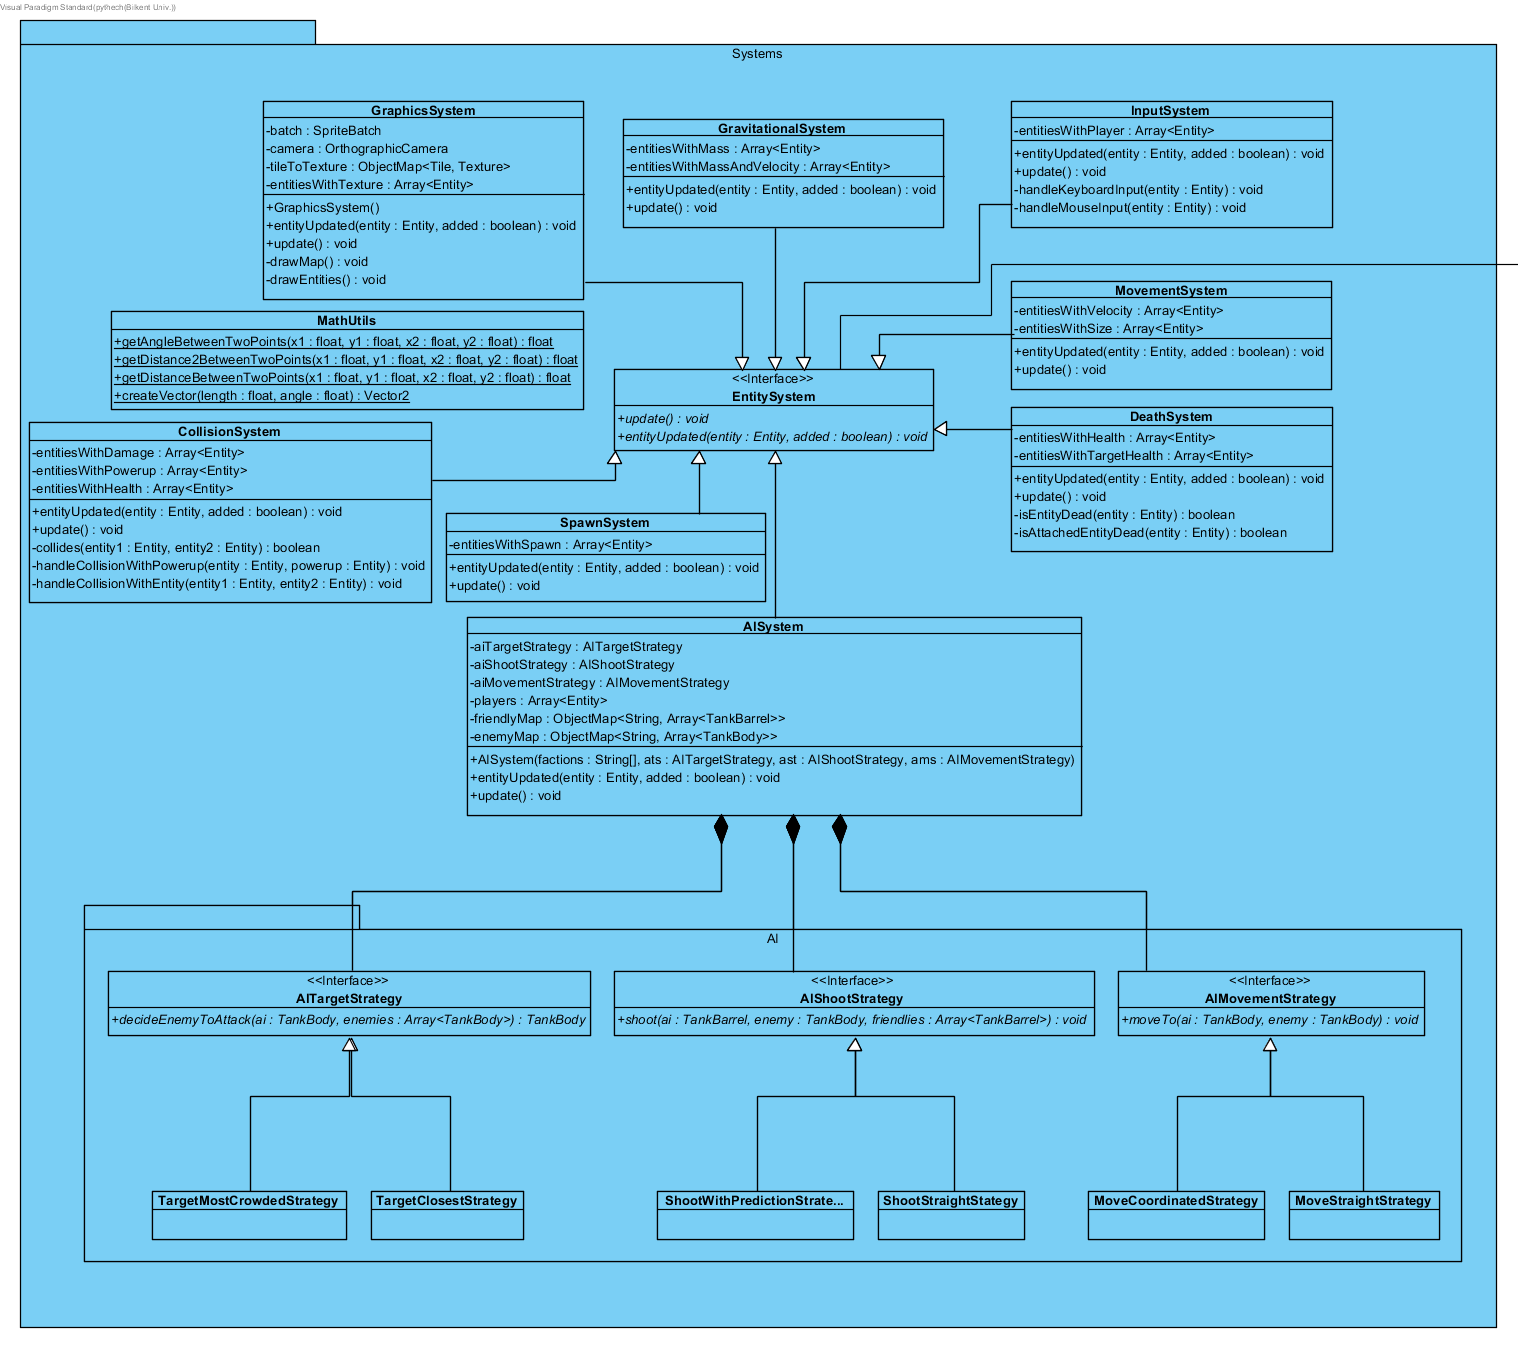 Visual Paradigm Standard(pythech(Bilkent Univ.))
Systems
GraphicsSystem
-batch : SpriteBatch
-camera : OrthographicCamera
-tileToTexture : ObjectMap<Tile, Texture>
-entitiesWithTexture : Array<Entity>
+GraphicsSystem()
+entityUpdated(entity : Entity, added : boolean) : void
+update() : void
-drawMap() : void
-drawEntities() : void
GravitationalSystem
-entitiesWithMass : Array<Entity>
-entitiesWithMassAndVelocity : Array<Entity>
+entityUpdated(entity : Entity, added : boolean) : void
+update() : void
InputSystem
-entitiesWithPlayer : Array<Entity>
+entityUpdated(entity : Entity, added : boolean) : void
+update() : void
-handleKeyboardInput(entity : Entity) : void
-handleMouseInput(entity : Entity) : void
MathUtils
+getAngleBetweenTwoPoints(x1 : float, y1 : float, x2 : float, y2 : float) : float
+getDistance2BetweenTwoPoints(x1 : float, y1 : float, x2 : float, y2 : float) : float
+getDistanceBetweenTwoPoints(x1 : float, y1 : float, x2 : float, y2 : float) : float
+createVector(length : float, angle : float) : Vector2
MovementSystem
-entitiesWithVelocity : Array<Entity>
-entitiesWithSize : Array<Entity>
+entityUpdated(entity : Entity, added : boolean) : void
+update() : void
<<Interface>>
EntitySystem
+update() : void
+entityUpdated(entity : Entity, added : boolean) : void
CollisionSystem
-entitiesWithDamage : Array<Entity>
-entitiesWithPowerup : Array<Entity>
-entitiesWithHealth : Array<Entity>
+entityUpdated(entity : Entity, added : boolean) : void
+update() : void
-collides(entity1 : Entity, entity2 : Entity) : boolean
-handleCollisionWithPowerup(entity : Entity, powerup : Entity) : void
-handleCollisionWithEntity(entity1 : Entity, entity2 : Entity) : void
DeathSystem
-entitiesWithHealth : Array<Entity>
-entitiesWithTargetHealth : Array<Entity>
+entityUpdated(entity : Entity, added : boolean) : void
+update() : void
-isEntityDead(entity : Entity) : boolean
-isAttachedEntityDead(entity : Entity) : boolean
SpawnSystem
-entitiesWithSpawn : Array<Entity>
+entityUpdated(entity : Entity, added : boolean) : void
+update() : void
AISystem
-aiTargetStrategy : AITargetStrategy
-aiShootStrategy : AIShootStrategy
-aiMovementStrategy : AIMovementStrategy
-players : Array<Entity>
-friendlyMap : ObjectMap<String, Array<TankBarrel>>
-enemyMap : ObjectMap<String, Array<TankBody>>
+AISystem(factions : String[], ats : AITargetStrategy, ast : AIShootStrategy, ams : AIMovementStrategy)
+entityUpdated(entity : Entity, added : boolean) : void
+update() : void
AI
<<Interface>>
AITargetStrategy
+decideEnemyToAttack(ai : TankBody, enemies : Array<TankBody>) : TankBody
<<Interface>>
AIShootStrategy
+shoot(ai : TankBarrel, enemy : TankBody, friendlies : Array<TankBarrel>) : void
<<Interface>>
AIMovementStrategy
+moveTo(ai : TankBody, enemy : TankBody) : void
TargetMostCrowdedStrategy
TargetClosestStrategy
ShootWithPredictionStrate...
ShootStraightStategy
MoveCoordinatedStrategy
MoveStraightStrategy